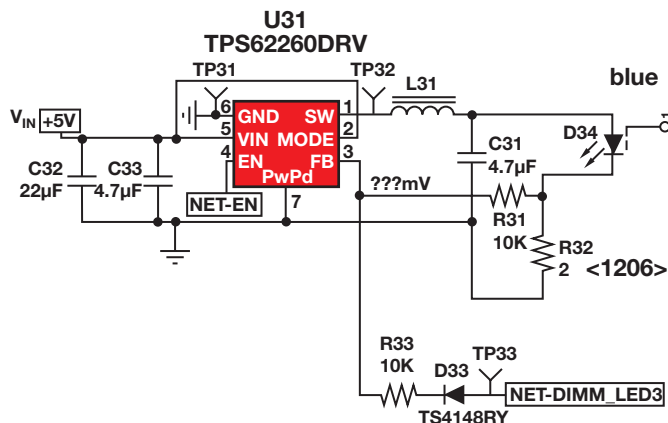 U31
TPS62260DRV
TP31
TP32
L31
blue
VIN +5V
6 GND SW 1
5 VIN MODE 2
4 EN FB 3
PwPd
7
D34
C32
22µF
C33
4.7µF
C31
4.7µF
NET-EN
???mV
R31
10K
R32
2
<1206>
R33
10K
D33
TS4148RY
TP33
NET-DIMM_LED3